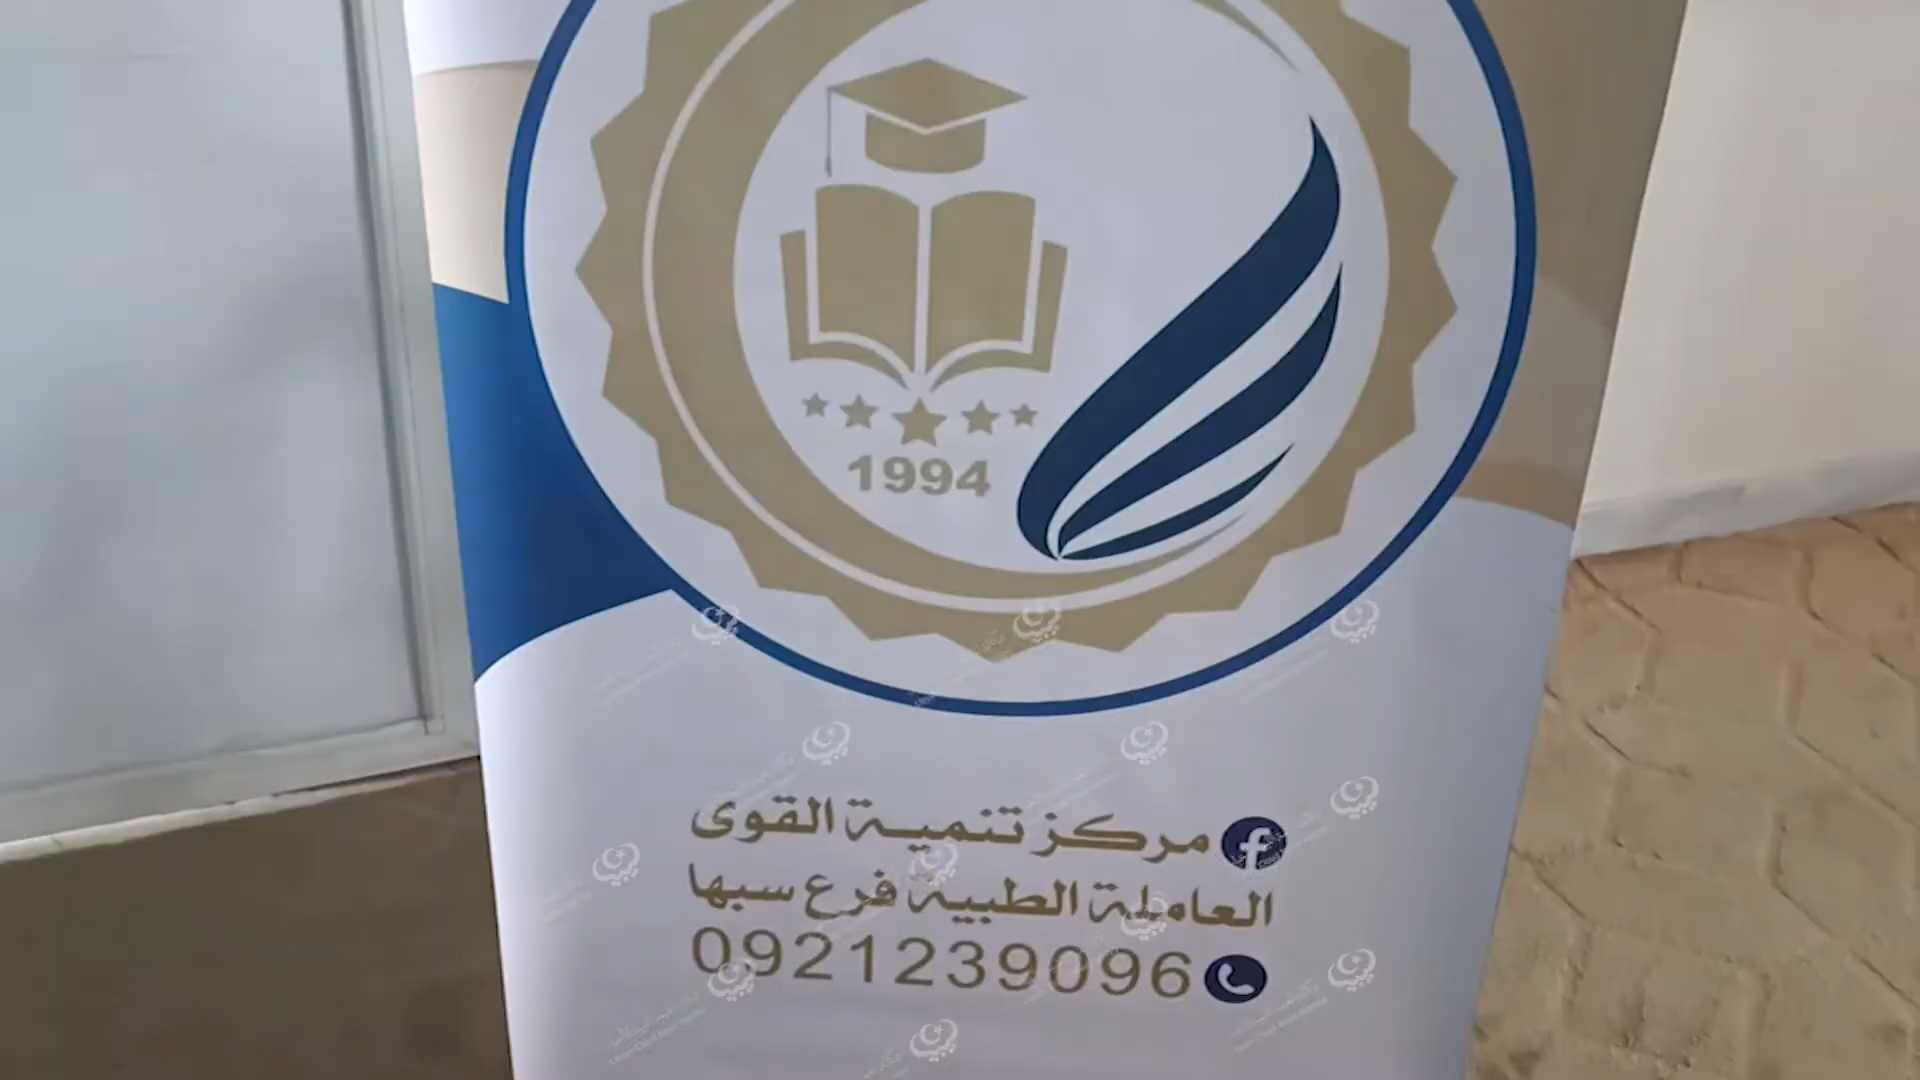 1994
مركز تنمية القوى
العاملة الطبية فرع سبها
0921239096